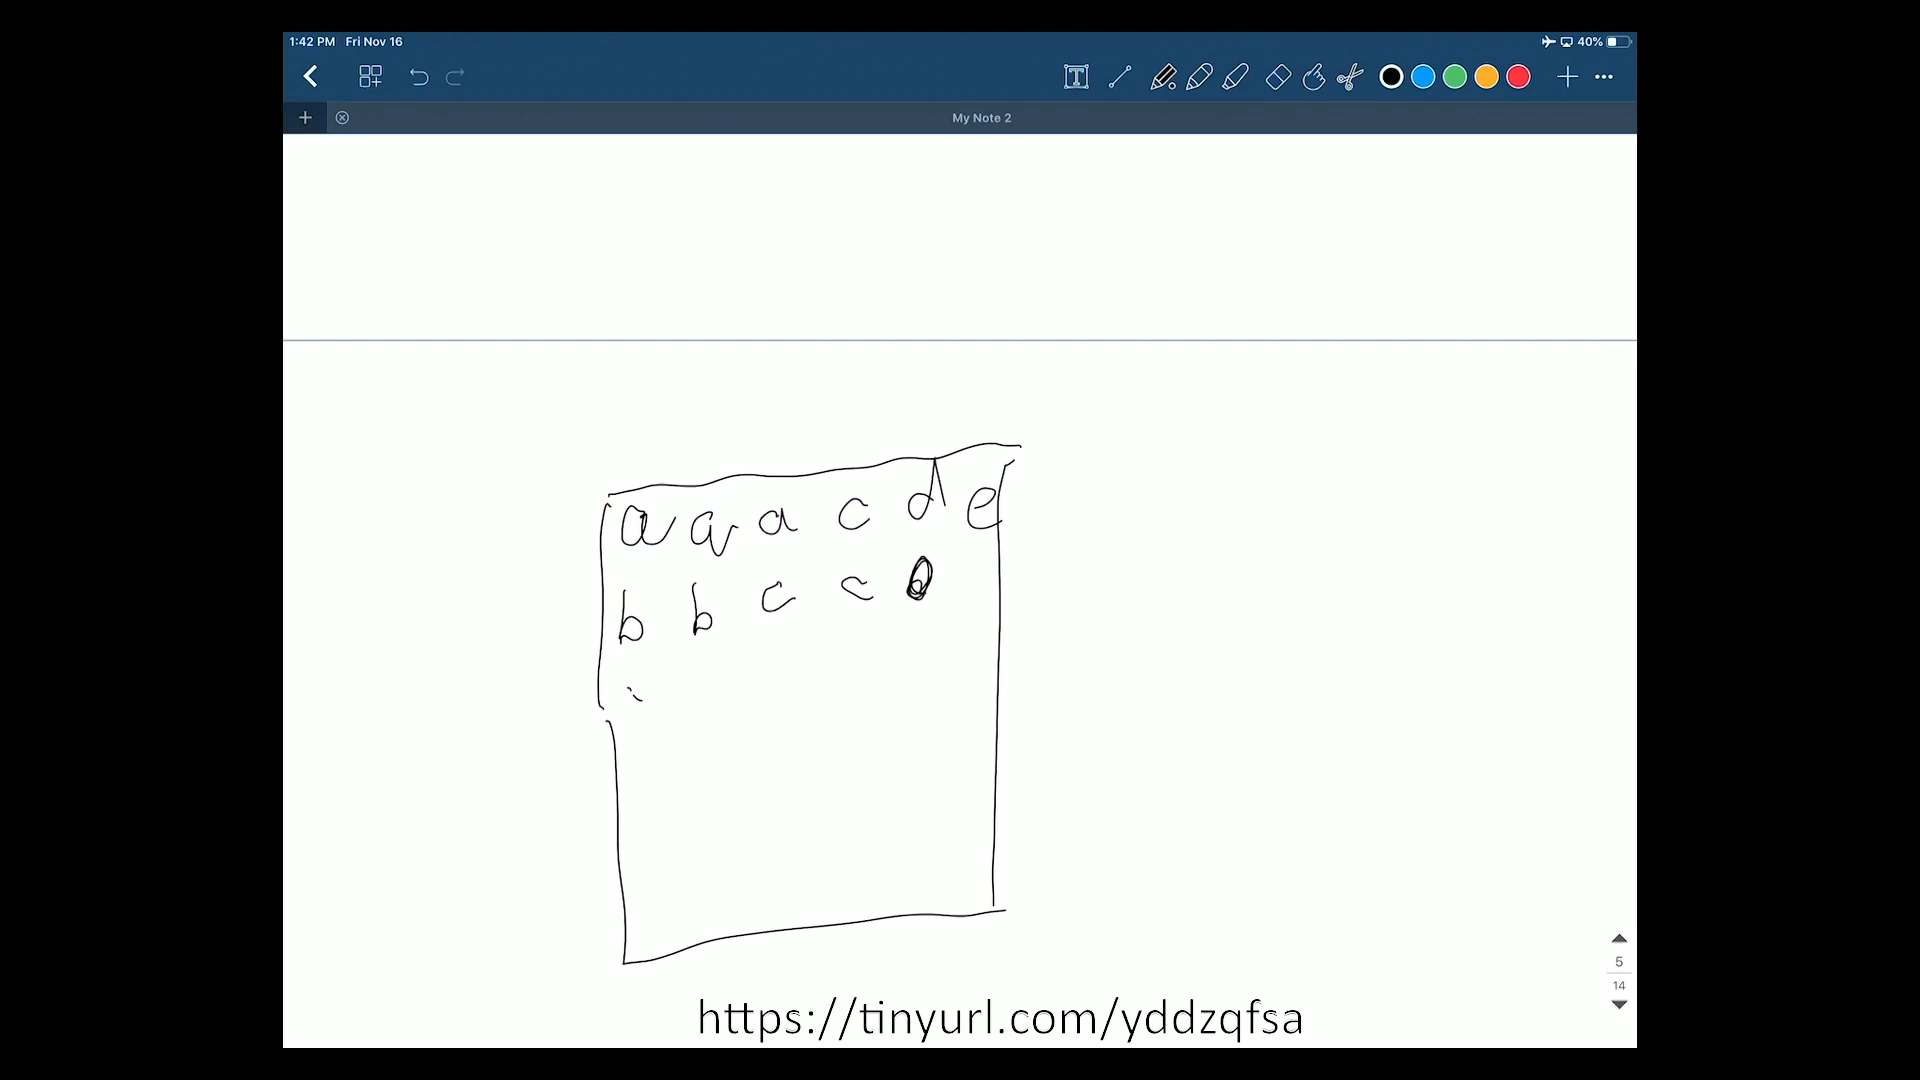 1:42 PM Fri Nov 16 40%
T
My Note 2
a a a c d e
b b c c
5
14
https://tinyurl.com/yddzqfsa